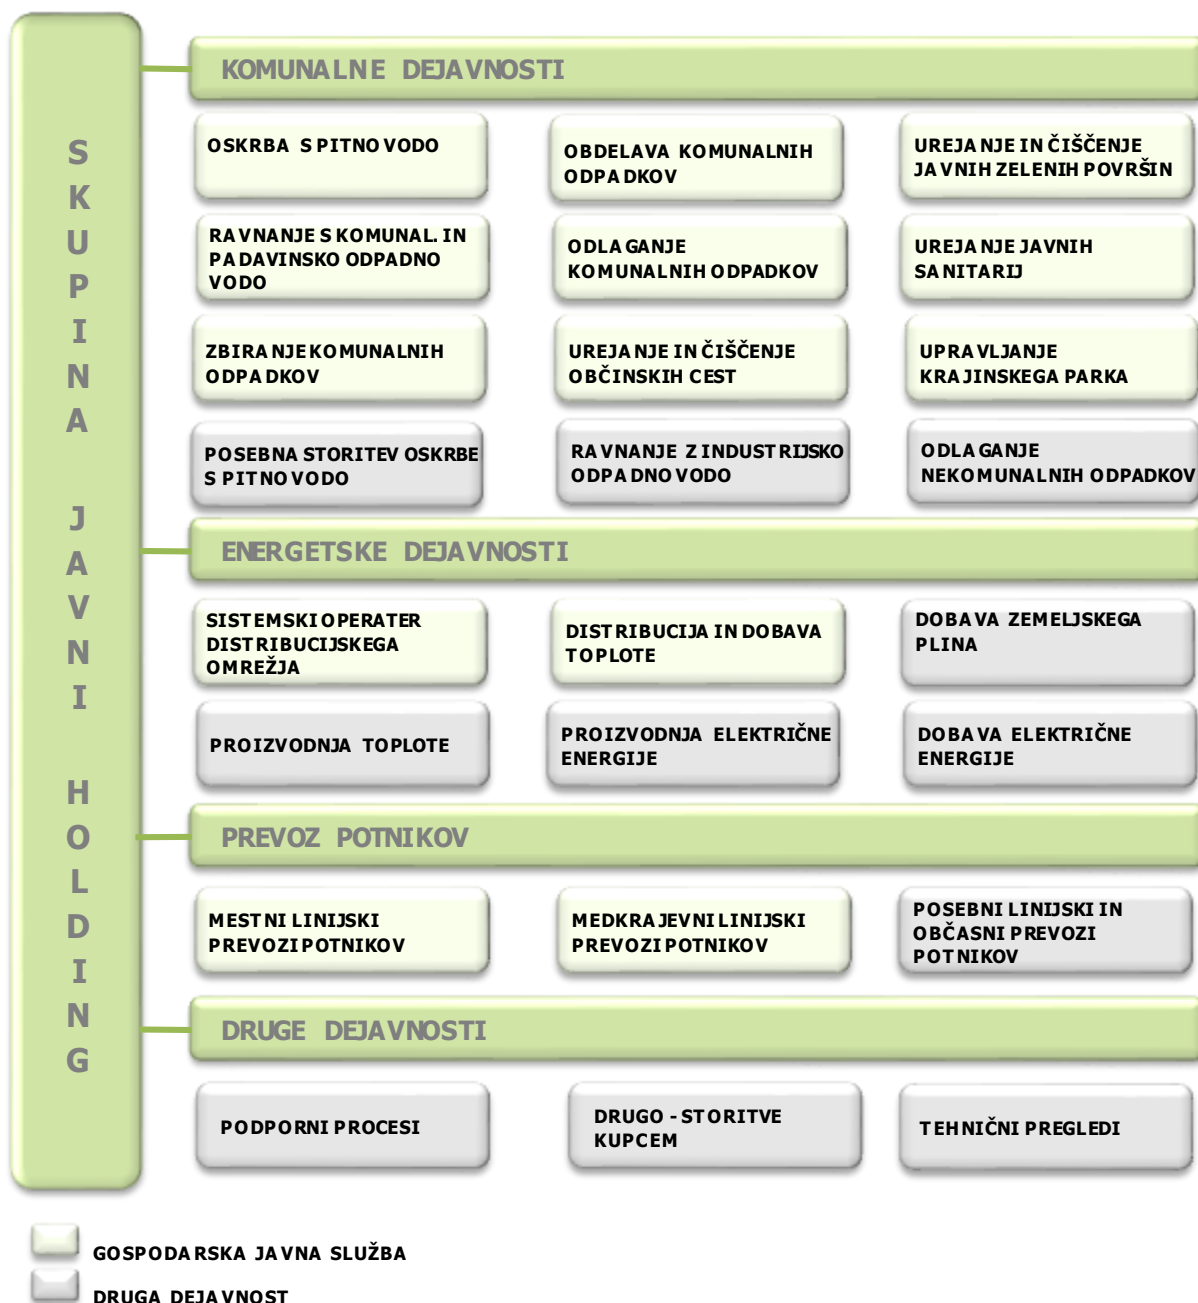 SKUPINA JAVNI HOLDING
KOMUNALNE DEJAVNOSTI
OSKRBA S PITNO VODO
OBDELAVA KOMUNALNIH
ODPADKOV
UREJANJE IN ČIŠČENJE
JAVNIH ZELENIH POVRŠIN
RAVNANJE S KOMUNAL. IN
PADAVINSKO ODPADNO
VODO
ODLAGANJE
KOMUNALNIH ODPADKOV
UREJANJE JAVNIH
SANITARIJ
ZBIRANJE KOMUNALNIH
ODPADKOV
UREJANJE IN ČIŠČENJE
OBČINSKIH CEST
UPRAVLJANJE
KRAJINSKEGA PARKA
POSEBNA STORITEV OSKRBE
S PITNO VODO
RAVNANJE Z INDUSTRIJSKO
ODPADNO VODO
ODLAGANJE
NEKOMUNALNIH ODPADKOV
ENERGETSKE DEJAVNOSTI
SISTEMSKI OPERATER
DISTRIBUCIJSKEGA
OMREŽJA
DISTRIBUCIJA IN DOBAVA
TOPLOTE
DOBAVA ZEMELJSKEGA
PLINA
PROIZVODNJA TOPLOTE
PROIZVODNJA ELEKTRIČNE
ENERGIJE
DOBAVA ELEKTRIČNE
ENERGIJE
PREVOZ POTNIKOV
MESTNI LINIJSKI
PREVOZI POTNIKOV
MEDKRAJEVNI LINIJSKI
PREVOZI POTNIKOV
POSEBNI LINIJSKI IN
OBČASNI PREVOZI
POTNIKOV
DRUGE DEJAVNOSTI
PODPORNI PROCESI
DRUGO - STORITVE
KUPCEM
TEHNIČNI PREGLEDI
GOSPODARSKA JAVNA SLUŽBA
DRUGA DEJAVNOST